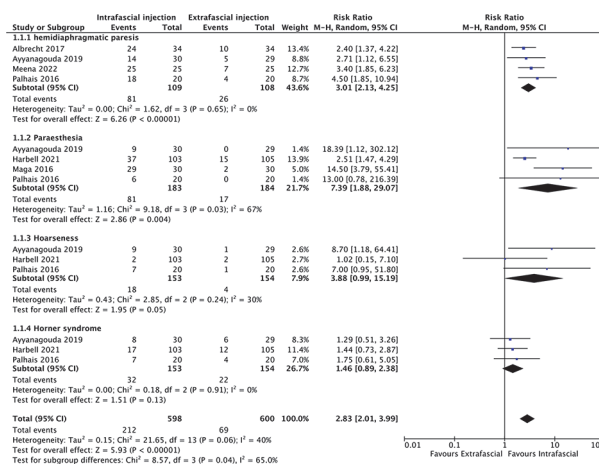 Intrafascial injection Extrafascial injection Risk Ratio Risk Ratio
Study or Subgroup Events Total Events Total Weight M-H, Random, 95% CI M-H, Random, 95% CI
1.1.1 hemidiaphragmatic paresis
Albrecht 2017 24 34 10 34 13.4% 2.40 [1.37, 4.22]
Ayyanagouda 2019 14 30 5 29 8.6% 2.71 [1.12, 6.55]
Meena 2022 25 25 7 25 12.9% 3.40 [1.85, 6.23]
Palhais 2016 18 20 4 20 8.7% 4.50 [1.85, 10.94]
Subtotal (95% CI) 109 108 43.6% 3.01 [2.13, 4.25]
Total events 81 26
Heterogeneity: Tau² = 0.00; Chi² = 1.62, df = 3 (P = 0.65); I² = 0%
Test for overall effect: Z = 6.26 (P < 0.00001)
1.1.2 Paraesthesia
Ayyanagouda 2019 9 30 0 29 1.4% 18.39 [1.12, 302.12]
Harbell 2021 37 103 15 105 13.9% 2.51 [1.47, 4.29]
Maga 2016 29 30 2 30 5.0% 14.50 [3.79, 55.41]
Palhais 2016 6 20 0 20 1.4% 13.00 [0.78, 216.39]
Subtotal (95% CI) 183 184 21.7% 7.39 [1.88, 29.07]
Total events 81 17
Heterogeneity: Tau² = 1.16; Chi² = 9.18, df = 3 (P = 0.03); I² = 67%
Test for overall effect: Z = 2.86 (P = 0.004)
1.1.3 Hoarseness
Ayyanagouda 2019 9 30 1 29 2.6% 8.70 [1.18, 64.41]
Harbell 2021 2 103 2 105 2.7% 1.02 [0.15, 7.10]
Palhais 2016 7 20 1 20 2.6% 7.00 [0.95, 51.80]
Subtotal (95% CI) 153 154 7.9% 3.88 [0.99, 15.19]
Total events 18 4
Heterogeneity: Tau² = 0.43; Chi² = 2.85, df = 2 (P = 0.24); I² = 30%
Test for overall effect: Z = 1.95 (P = 0.05)
1.1.4 Horner syndrome
Ayyanagouda 2019 8 30 6 29 8.3% 1.29 [0.51, 3.26]
Harbell 2021 17 103 12 105 11.4% 1.44 [0.73, 2.87]
Palhais 2016 7 20 4 20 7.0% 1.75 [0.61, 5.05]
Subtotal (95% CI) 153 154 26.7% 1.46 [0.89, 2.38]
Total events 32 22
Heterogeneity: Tau² = 0.00; Chi² = 0.18, df = 2 (P = 0.91); I² = 0%
Test for overall effect: Z = 1.51 (P = 0.13)
Total (95% CI) 598 600 100.0% 2.83 [2.01, 3.99]
Total events 212 69
Heterogeneity: Tau² = 0.15; Chi² = 21.65, df = 13 (P = 0.06); I² = 40%
Test for overall effect: Z = 5.93 (P < 0.00001)
Test for subgroup differences: Chi² = 8.57, df = 3 (P = 0.04), I² = 65.0%
0.01 0.1 1 10
Favours Extrafascial Favours Intrafascial